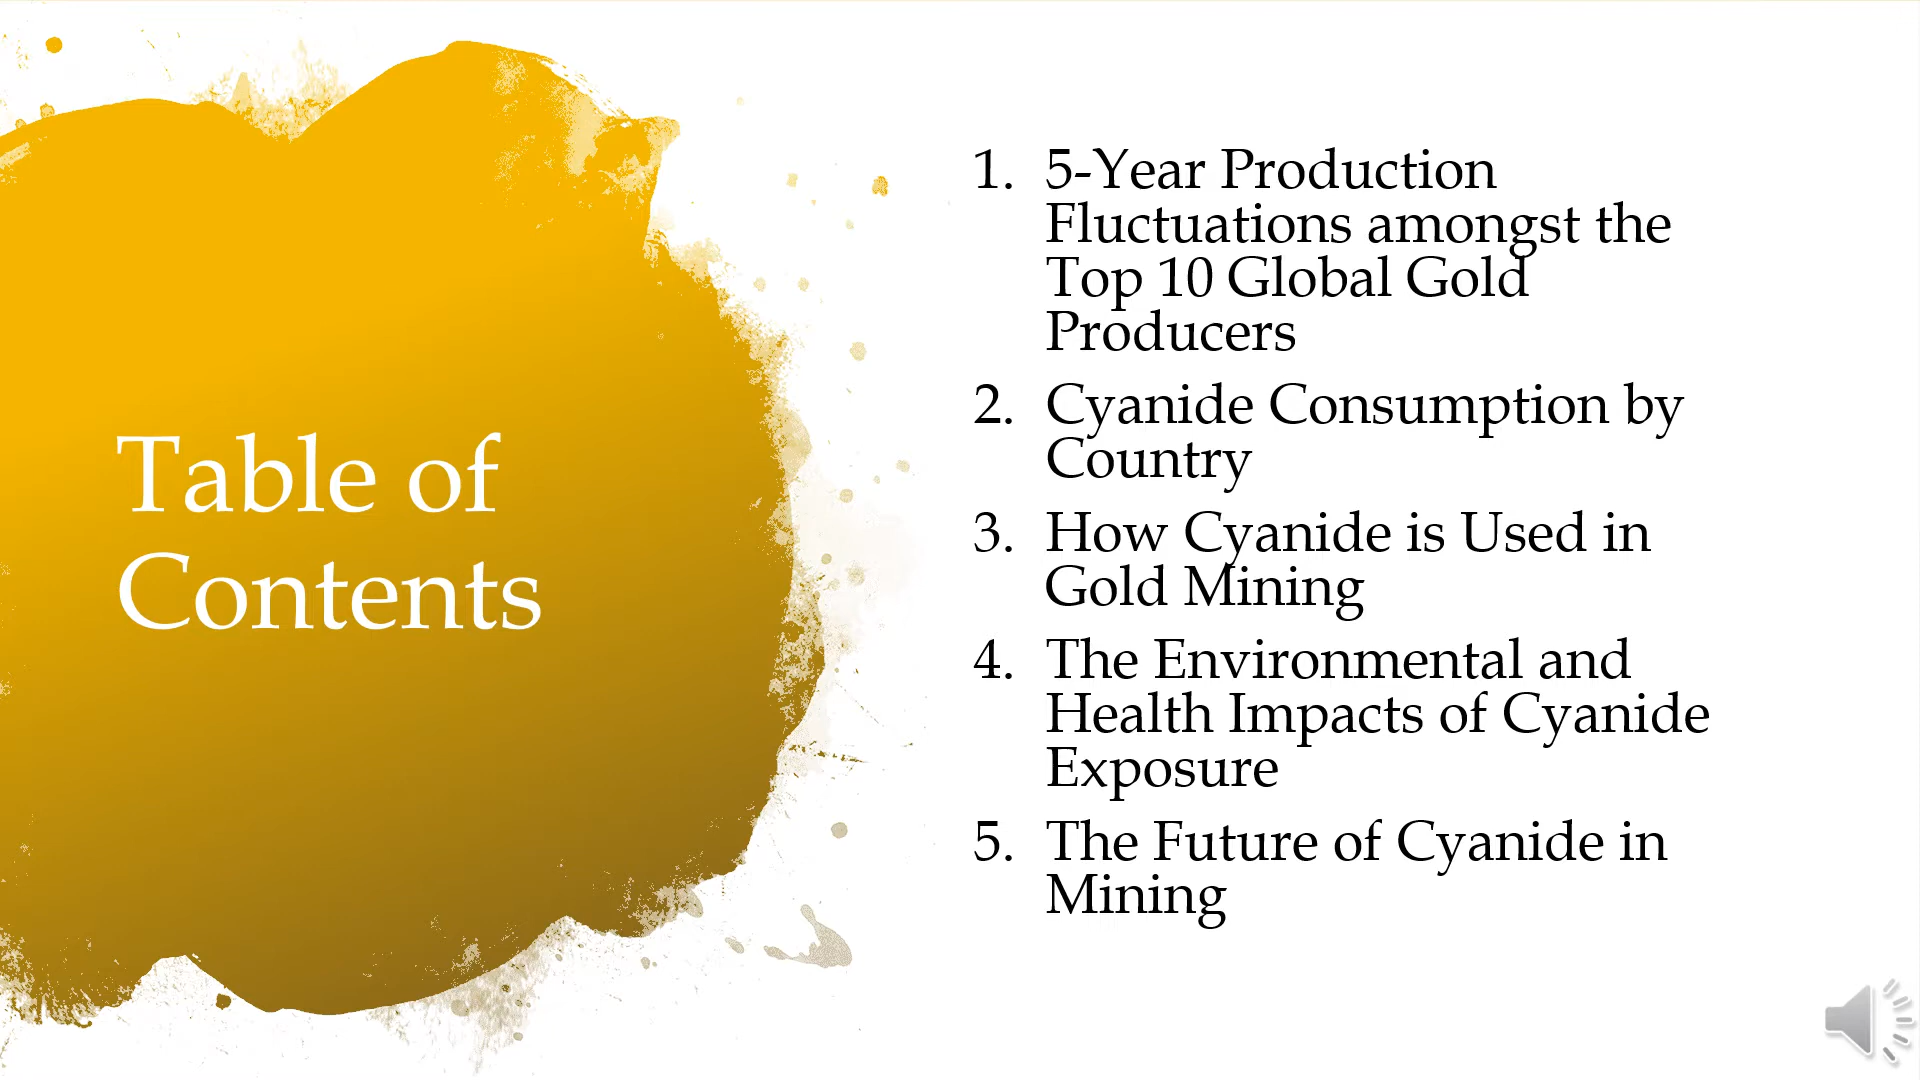 Table of
Contents
1. 5-Year Production
Fluctuations amongst the
Top 10 Global Gold
Producers
2. Cyanide Consumption by
Country
3. How Cyanide is Used in
Gold Mining
4. The Environmental and
Health Impacts of Cyanide
Exposure
5. The Future of Cyanide in
Mining